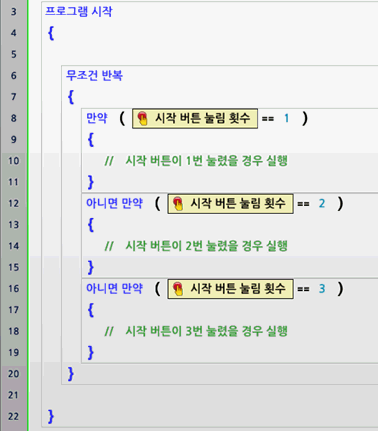 3 프로그램 시작
4 {
5
6 무조건 반복
7 {
8 만약 ( 시작 버튼 눌림 횟수 == 1 )
9 {
10 // 시작 버튼이 1번 눌렸을 경우 실행
11 }
12 아니면 만약 ( 시작 버튼 눌림 횟수 == 2 )
13 {
14 // 시작 버튼이 2번 눌렸을 경우 실행
15 }
16 아니면 만약 ( 시작 버튼 눌림 횟수 == 3 )
17 {
18 // 시작 버튼이 3번 눌렸을 경우 실행
19 }
20 }
21
22 }